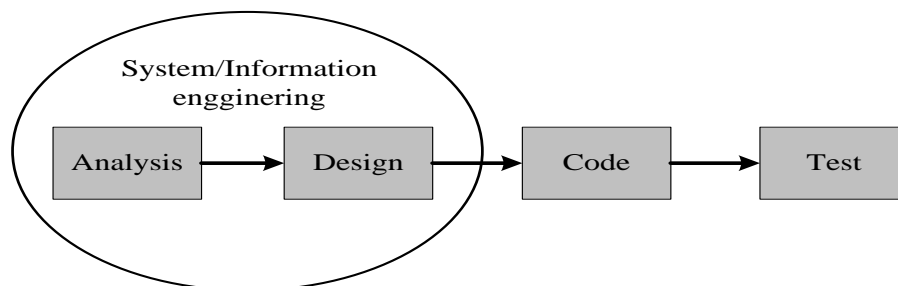 System/Information
engginering
Analysis
Design
Code
Test